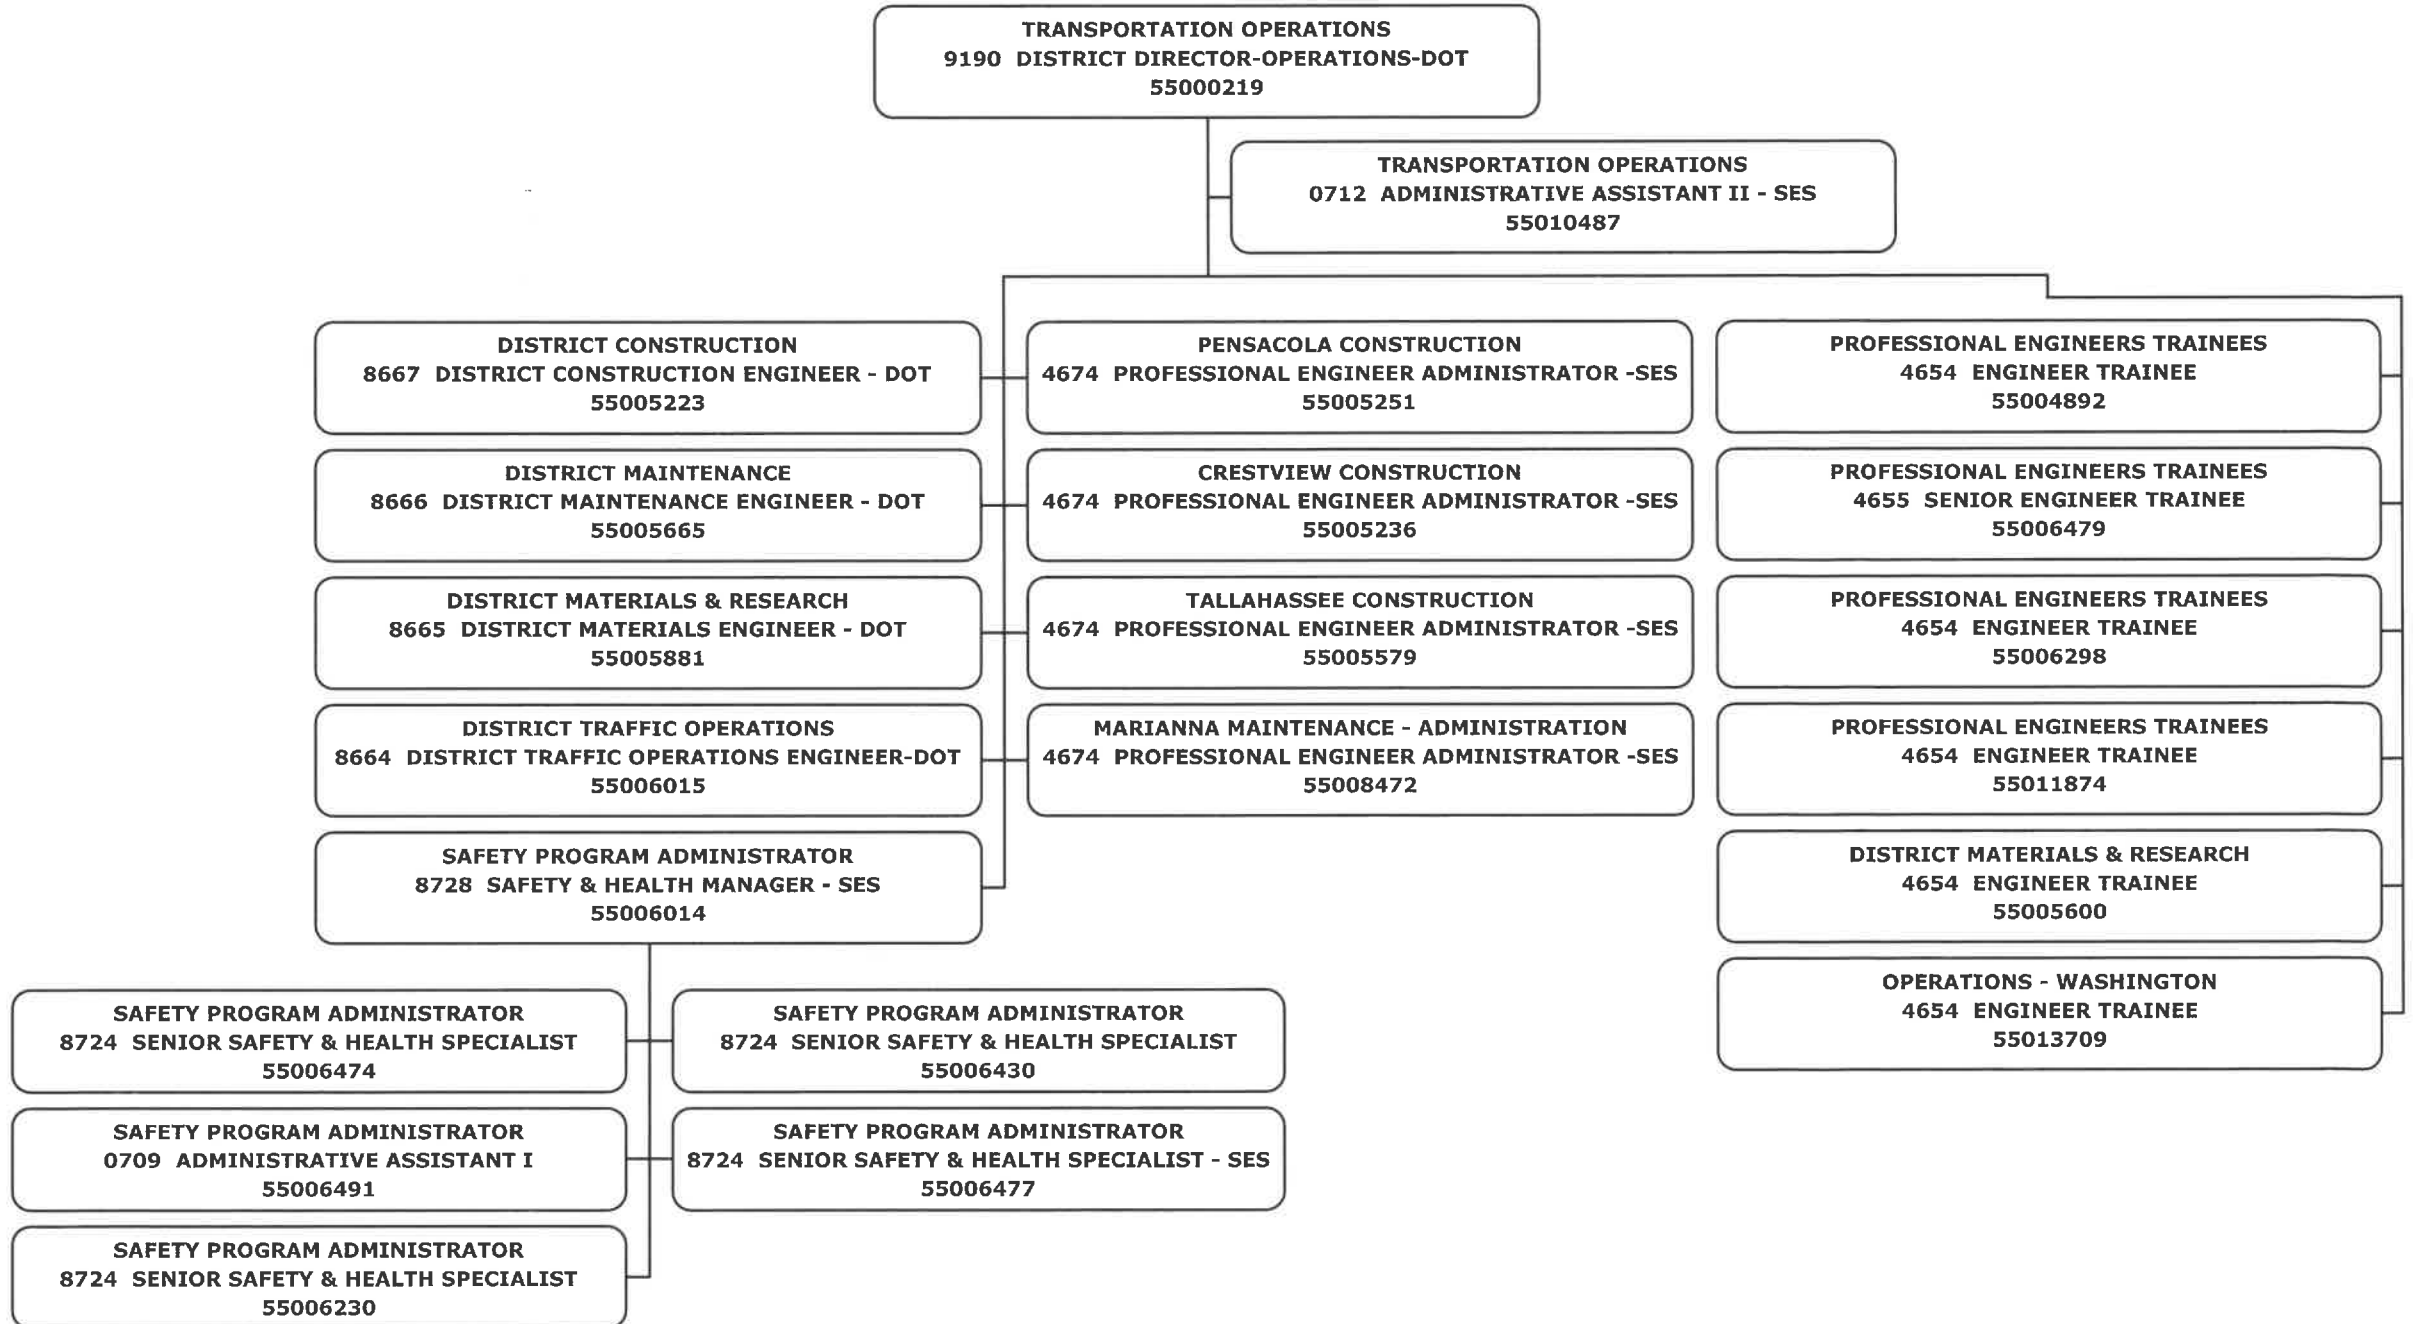 TRANSPORTATION OPERATIONS
9190 DISTRICT DIRECTOR-OPERATIONS-DOT
55000219
TRANSPORTATION OPERATIONS
0712 ADMINISTRATIVE ASSISTANT II - SES
55010487
DISTRICT CONSTRUCTION
8667 DISTRICT CONSTRUCTION ENGINEER - DOT
55005223
PENSACOLA CONSTRUCTION
4674 PROFESSIONAL ENGINEER ADMINISTRATOR -SES
55005251
PROFESSIONAL ENGINEERS TRAINEES
4654 ENGINEER TRAINEE
55004892
DISTRICT MAINTENANCE
8666 DISTRICT MAINTENANCE ENGINEER - DOT
55005665
CRESTVIEW CONSTRUCTION
4674 PROFESSIONAL ENGINEER ADMINISTRATOR -SES
55005236
PROFESSIONAL ENGINEERS TRAINEES
4655 SENIOR ENGINEER TRAINEE
55006479
DISTRICT MATERIALS & RESEARCH
8665 DISTRICT MATERIALS ENGINEER - DOT
55005881
TALLAHASSEE CONSTRUCTION
4674 PROFESSIONAL ENGINEER ADMINISTRATOR -SES
55005579
PROFESSIONAL ENGINEERS TRAINEES
4654 ENGINEER TRAINEE
55006298
DISTRICT TRAFFIC OPERATIONS
8664 DISTRICT TRAFFIC OPERATIONS ENGINEER-DOT
55006015
MARIANNA MAINTENANCE - ADMINISTRATION
4674 PROFESSIONAL ENGINEER ADMINISTRATOR -SES
55008472
PROFESSIONAL ENGINEERS TRAINEES
4654 ENGINEER TRAINEE
55011874
SAFETY PROGRAM ADMINISTRATOR
8728 SAFETY & HEALTH MANAGER - SES
55006014
DISTRICT MATERIALS & RESEARCH
4654 ENGINEER TRAINEE
55005600
OPERATIONS - WASHINGTON
4654 ENGINEER TRAINEE
55013709
SAFETY PROGRAM ADMINISTRATOR
8724 SENIOR SAFETY & HEALTH SPECIALIST
55006474
SAFETY PROGRAM ADMINISTRATOR
8724 SENIOR SAFETY & HEALTH SPECIALIST
55006430
SAFETY PROGRAM ADMINISTRATOR
0709 ADMINISTRATIVE ASSISTANT I
55006491
SAFETY PROGRAM ADMINISTRATOR
8724 SENIOR SAFETY & HEALTH SPECIALIST - SES
55006477
SAFETY PROGRAM ADMINISTRATOR
8724 SENIOR SAFETY & HEALTH SPECIALIST
55006230